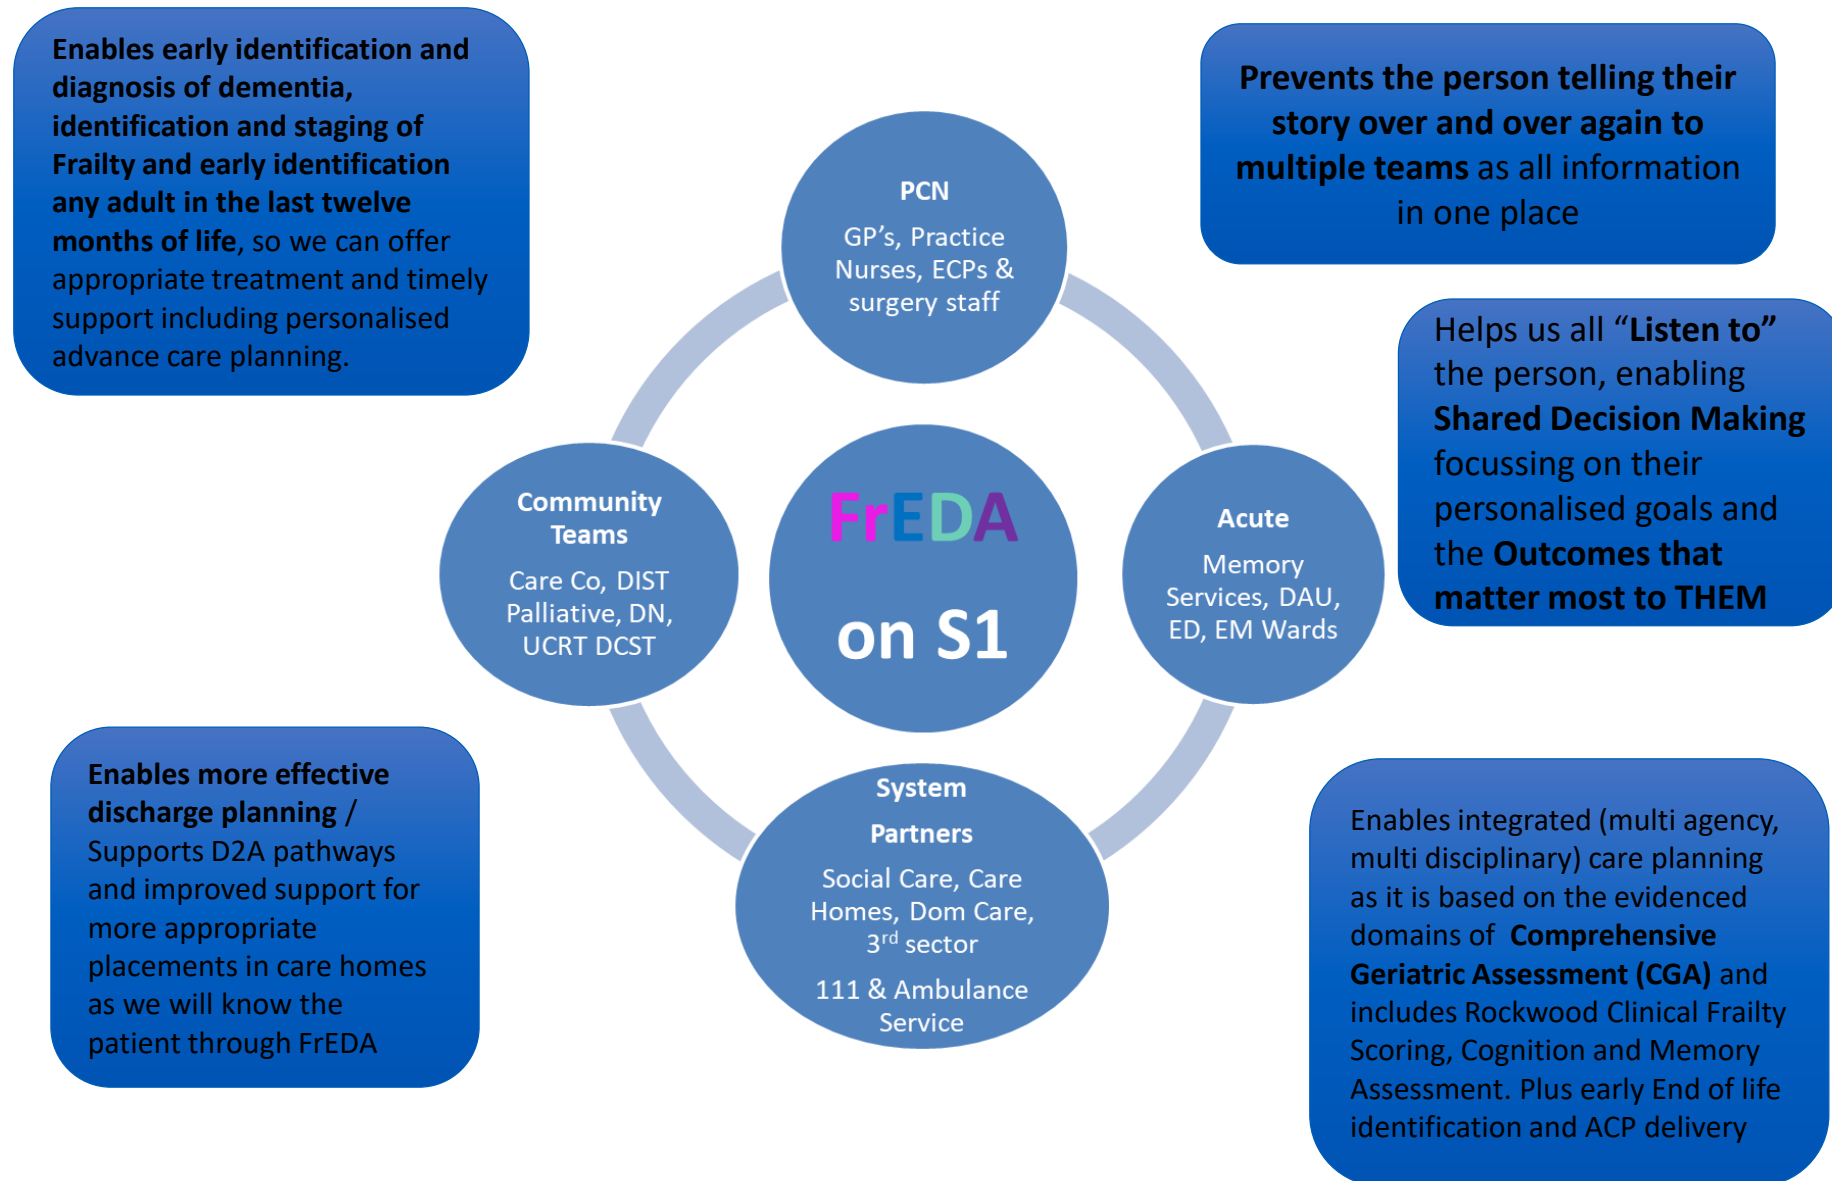 Enables early identification and
diagnosis of dementia,
identification and staging of
Frailty and early identification
any adult in the last twelve
months of life, so we can offer
appropriate treatment and timely
support including personalised
advance care planning.
Prevents the person telling their
story over and over again to
multiple teams as all information
in one place
PCN
GP’s, Practice
Nurses, ECPs &
surgery staff
Helps us all “Listen to”
the person, enabling
Shared Decision Making
focussing on their
personalised goals and
the Outcomes that
matter most to THEM
Community
Teams
Care Co, DIST
Palliative, DN,
UCRT DCST
FrEDA
on S1
Acute
Memory
Services, DAU,
ED, EM Wards
Enables more effective
discharge planning /
Supports D2A pathways
and improved support for
more appropriate
placements in care homes
as we will know the
patient through FrEDA
System
Partners
Social Care, Care
Homes, Dom Care,
3rd sector
111 & Ambulance
Service
Enables integrated (multi agency,
multi disciplinary) care planning
as it is based on the evidenced
domains of Comprehensive
Geriatric Assessment (CGA) and
includes Rockwood Clinical Frailty
Scoring, Cognition and Memory
Assessment. Plus early End of life
identification and ACP delivery